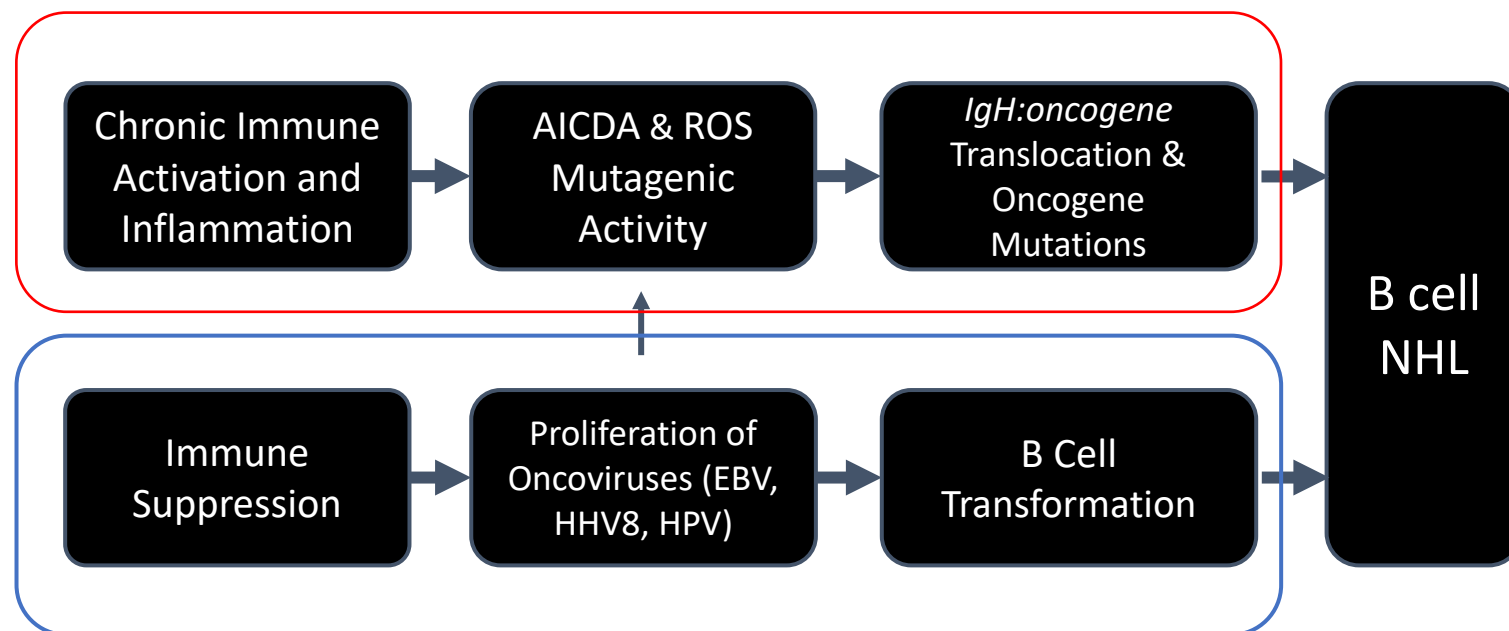 Chronic Immune
Activation and
Inflammation
AICDA & ROS
Mutagenic
Activity
IgH:oncogene
Translocation &
Oncogene
Mutations
B cell
NHL
Immune
Suppression
Proliferation of
Oncoviruses (EBV,
HHV8, HPV)
B Cell
Transformation